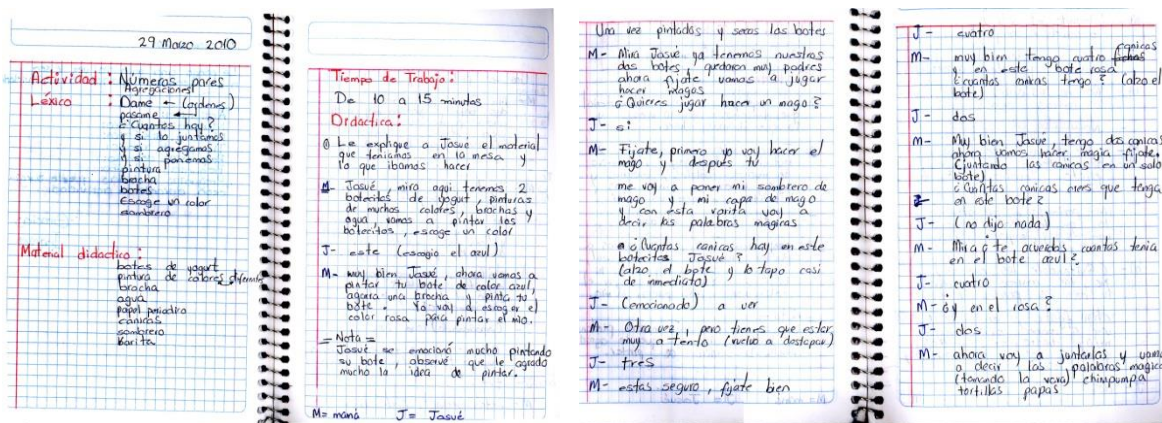 29 Marzo 2010
Actividad : Números pares
Agregaciones
Léxico : Dame ← (ordenes)
pasame ←
¿Cuantos hay?
y si lo juntamos
y si agregamos
y si ponemos
pintura
brocha
botes
Escoge un color
sombrero
Material didactico :
botes de yogurt
pintura de colores diferentes
brocha
agua
papel periodico
canicas
sombrero
barita
Tiempo de Trabajo :
De 10 a 15 minutos
Didactica :
Le explique a Josue el material
que teniamos en la mesa y
lo que ibamos hacer
M- Josué, mira aqui tenemos 2
botecitos de yogurt, pinturas
de muchos colores, brochas y
agua, vamos a pintar los
botecitos, escoge un color
J- este (escogio el azul)
M- muy bien Josué, ahora vamos a
pintar tu bote de color azul,
agarra una brocha y pinta tu
bote. Yo voy a escoger el
color rosa para pintar el mio.
= Nota =
Josué se emocionó mucho pintando
su bote, observé que le agrado
mucho la idea de pintar.
M= mamá J= Josué
Una vez pintados y secos los botes
M- Mira Josué ya tenemos nuestros
dos botes, quedaron muy padres
ahora fijate vamos a jugar
hacer magos
¿Quieres jugar hacer un mago?
J- si
M- Fijate, primero yo voy hacer el
mago y después tu
me voy a poner mi sombrero de
mago y mi capa de mago
y con esta varita voy a
decir las palabras magicas
¿Cuantas canicas hay en este
botecitos Josué?
(alzo el bote y lo tapo casi
de inmediato)
J- (emocionado) a ver
M- Otra vez, pero tienes que estar
muy a tento (vuelvo a destapar)
J- tres
M- estas seguro, fijate bien
J- cuatro
M- muy bien tengo cuatro fichas canicas
y en este bote rosa
¿cuantas canicas tengo? (alzo el
bote)
J- dos
M- Muy bien Josue, tengo dos canicas
ahora vamos hacer magia fijate.
(juntando las canicas en un solo
bote)
¿Cuantas canicas crees que tenga
en este bote?
J- (no dijo nada)
M- Mira ¿te acuerdas cuantas tenia
en el bote azul?
J- cuatro
M- ¿y en el rosa?
J- dos
M- ahora voy a juntarlas y vamos
a decir las palabras magicas
(tomando la vara) chimpumpa
tortillas papas